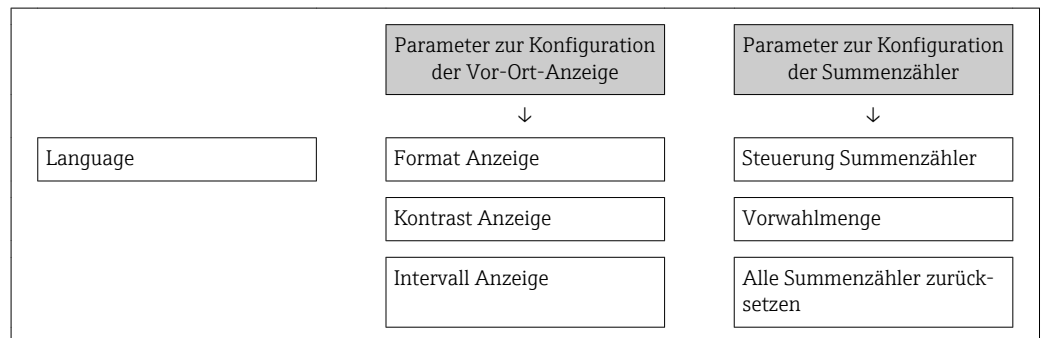 Parameter zur Konfiguration
der Vor-Ort-Anzeige
Parameter zur Konfiguration
der Summenzähler
↓
↓
Language
Format Anzeige
Steuerung Summenzähler
Kontrast Anzeige
Vorwahlmenge
Intervall Anzeige
Alle Summenzähler zurück-
setzen